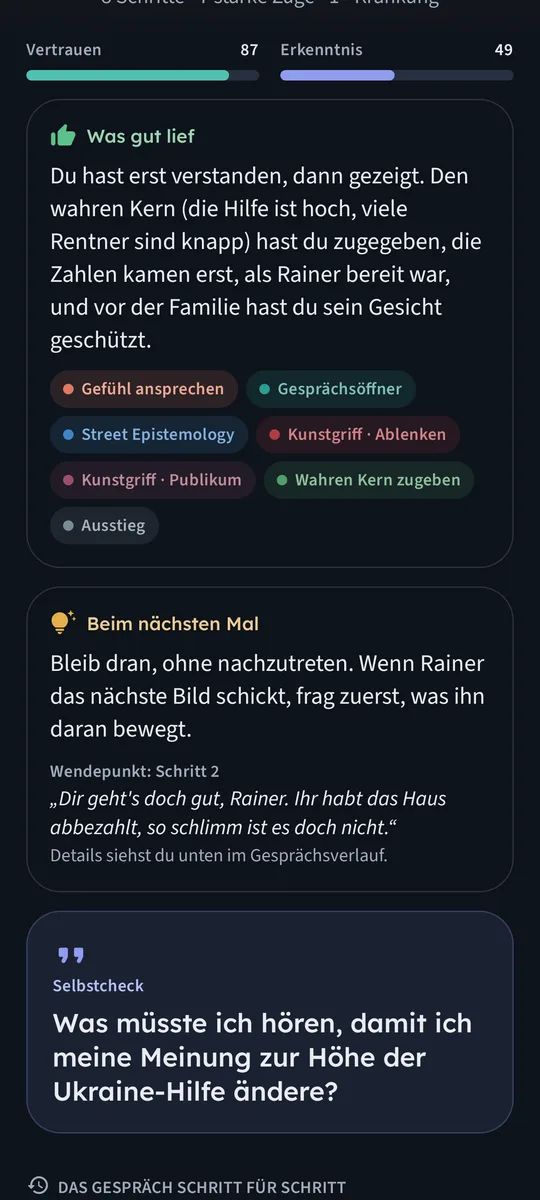 Vertrauen 87 Erkenntnis 49
Was gut lief
Du hast erst verstanden, dann gezeigt. Den
wahren Kern (die Hilfe ist hoch, viele
Rentner sind knapp) hast du zugegeben, die
Zahlen kamen erst, als Rainer bereit war,
und vor der Familie hast du sein Gesicht
geschützt.
Gefühl ansprechen Gesprächsöffner
Street Epistemology Kunstgriff · Ablenken
Kunstgriff · Publikum Wahren Kern zugeben
Ausstieg
Beim nächsten Mal
Bleib dran, ohne nachzutreten. Wenn Rainer
das nächste Bild schickt, frag zuerst, was ihn
daran bewegt.
Wendepunkt: Schritt 2
„Dir geht's doch gut, Rainer. Ihr habt das Haus
abbezahlt, so schlimm ist es doch nicht.“
Details siehst du unten im Gesprächsverlauf.
Selbstcheck
Was müsste ich hören, damit ich
meine Meinung zur Höhe der
Ukraine-Hilfe ändere?
DAS GESPRÄCH SCHRITT FÜR SCHRITT